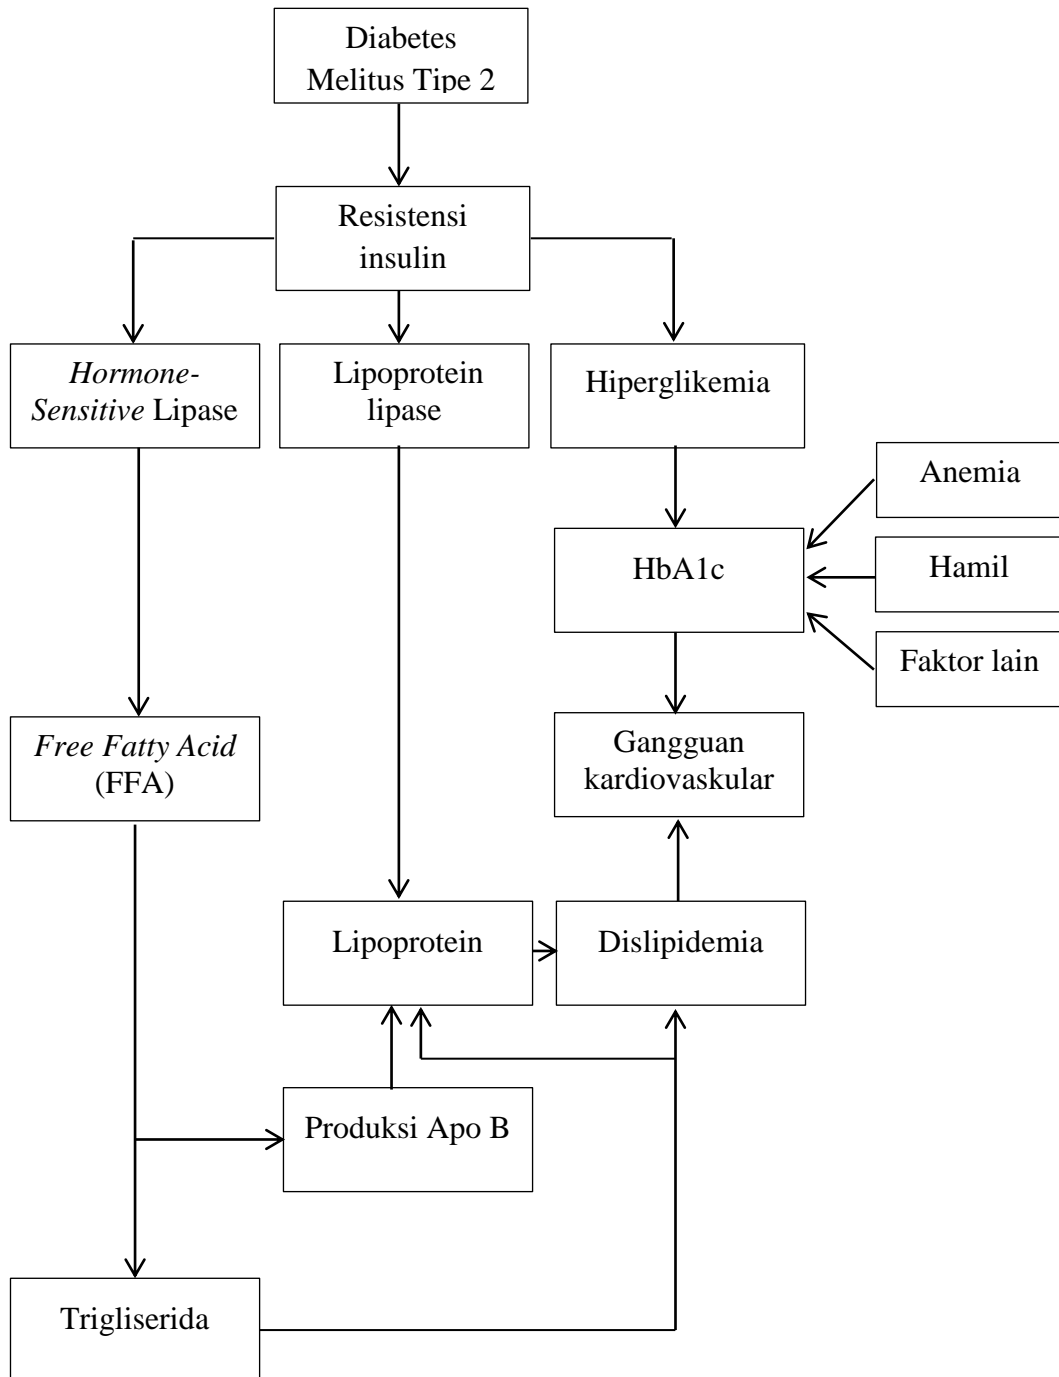 Diabetes
Melitus Tipe 2
Resistensi
insulin
Hormone-
Sensitive Lipase
Lipoprotein
lipase
Hiperglikemia
Anemia
HbA1c
Hamil
Faktor lain
Free Fatty Acid
(FFA)
Gangguan
kardiovaskular
Lipoprotein
Dislipidemia
Produksi Apo B
Trigliserida